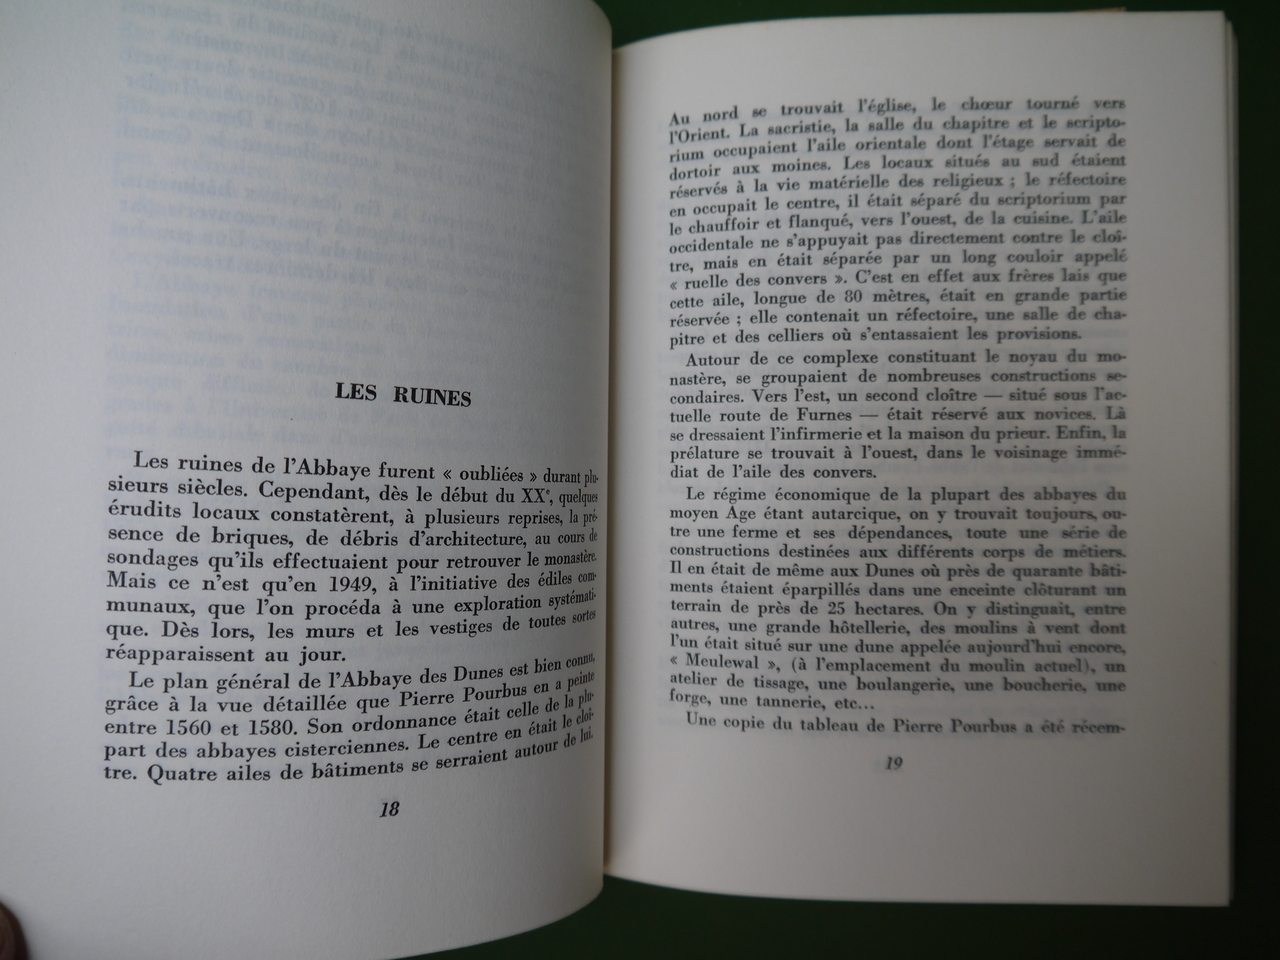 LES RUINES
Les ruines de l'Abbaye furent « oubliées » durant plu-
sieurs siècles. Cependant, dès le début du XXe, quelques
érudits locaux constatèrent, à plusieurs reprises, la pré-
sence de briques, de débris d'architecture, au cours de
sondages qu'ils effectuaient pour retrouver le monastère.
Mais ce n'est qu'en 1949, à l'initiative des édiles com-
munaux, que l'on procéda à une exploration systémati-
que. Dès lors, les murs et les vestiges de toutes sortes
réapparaissent au jour.
Le plan général de l'Abbaye des Dunes est bien connu,
grâce à la vue détaillée que Pierre Pourbus en a peinte
entre 1560 et 1580. Son ordonnance était celle de la plu-
part des abbayes cisterciennes. Le centre en était le cloî-
tre. Quatre ailes de bâtiments se serraient autour de lui.
18
Au nord se trouvait l'église, le chœur tourné vers
l'Orient. La sacristie, la salle du chapitre et le scripto-
rium occupaient l'aile orientale dont l'étage servait de
dortoir aux moines. Les locaux situés au sud étaient
réservés à la vie matérielle des religieux ; le réfectoire
en occupait le centre, il était séparé du scriptorium par
le chauffoir et flanqué, vers l'ouest, de la cuisine. L'aile
occidentale ne s'appuyait pas directement contre le cloî-
tre, mais en était séparée par un long couloir appelé
« ruelle des convers ». C'est en effet aux frères lais que
cette aile, longue de 80 mètres, était en grande partie
réservée ; elle contenait un réfectoire, une salle de cha-
pitre et des celliers où s'entassaient les provisions.
Autour de ce complexe constituant le noyau du mo-
nastère, se groupaient de nombreuses constructions se-
condaires. Vers l'est, un second cloître — situé sous l'ac-
tuelle route de Furnes — était réservé aux novices. Là
se dressaient l'infirmerie et la maison du prieur. Enfin, la
prélature se trouvait à l'ouest, dans le voisinage immé-
diat de l'aile des convers.
Le régime économique de la plupart des abbayes du
moyen Age étant autarcique, on y trouvait toujours, ou-
tre une ferme et ses dépendances, toute une série de
constructions destinées aux différents corps de métiers.
Il en était de même aux Dunes où près de quarante bâti-
ments étaient éparpillés dans une enceinte clôturant un
terrain de près de 25 hectares. On y distinguait, entre
autres, une grande hôtellerie, des moulins à vent dont
l'un était situé sur une dune appelée aujourd'hui encore,
« Meulewal », (à l'emplacement du moulin actuel), un
atelier de tissage, une boulangerie, une boucherie, une
forge, une tannerie, etc...
Une copie du tableau de Pierre Pourbus a été récem-
19